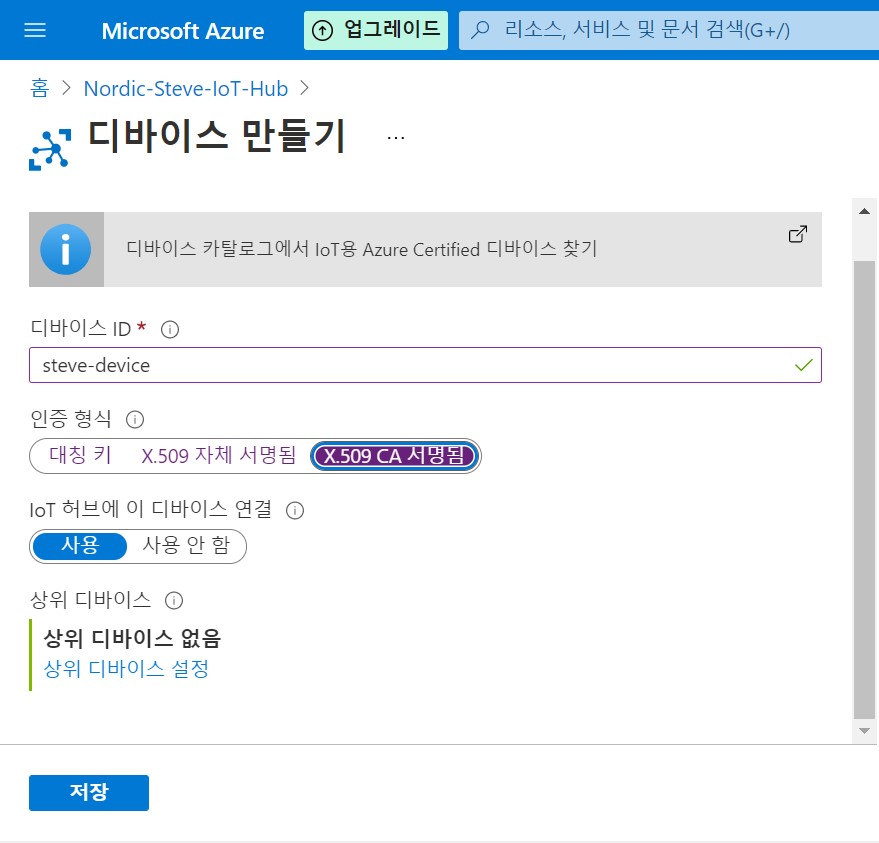 Microsoft Azure
업그레이드
리소스, 서비스 및 문서 검색(G+/)
홈 > Nordic-Steve-IoT-Hub >
디바이스 만들기 ...
디바이스 카탈로그에서 IoT용 Azure Certified 디바이스 찾기
디바이스 ID *
steve-device
인증 형식
대칭 키 X.509 자체 서명됨 X.509 CA 서명됨
IoT 허브에 이 디바이스 연결
사용 사용 안 함
상위 디바이스
상위 디바이스 없음
상위 디바이스 설정
저장